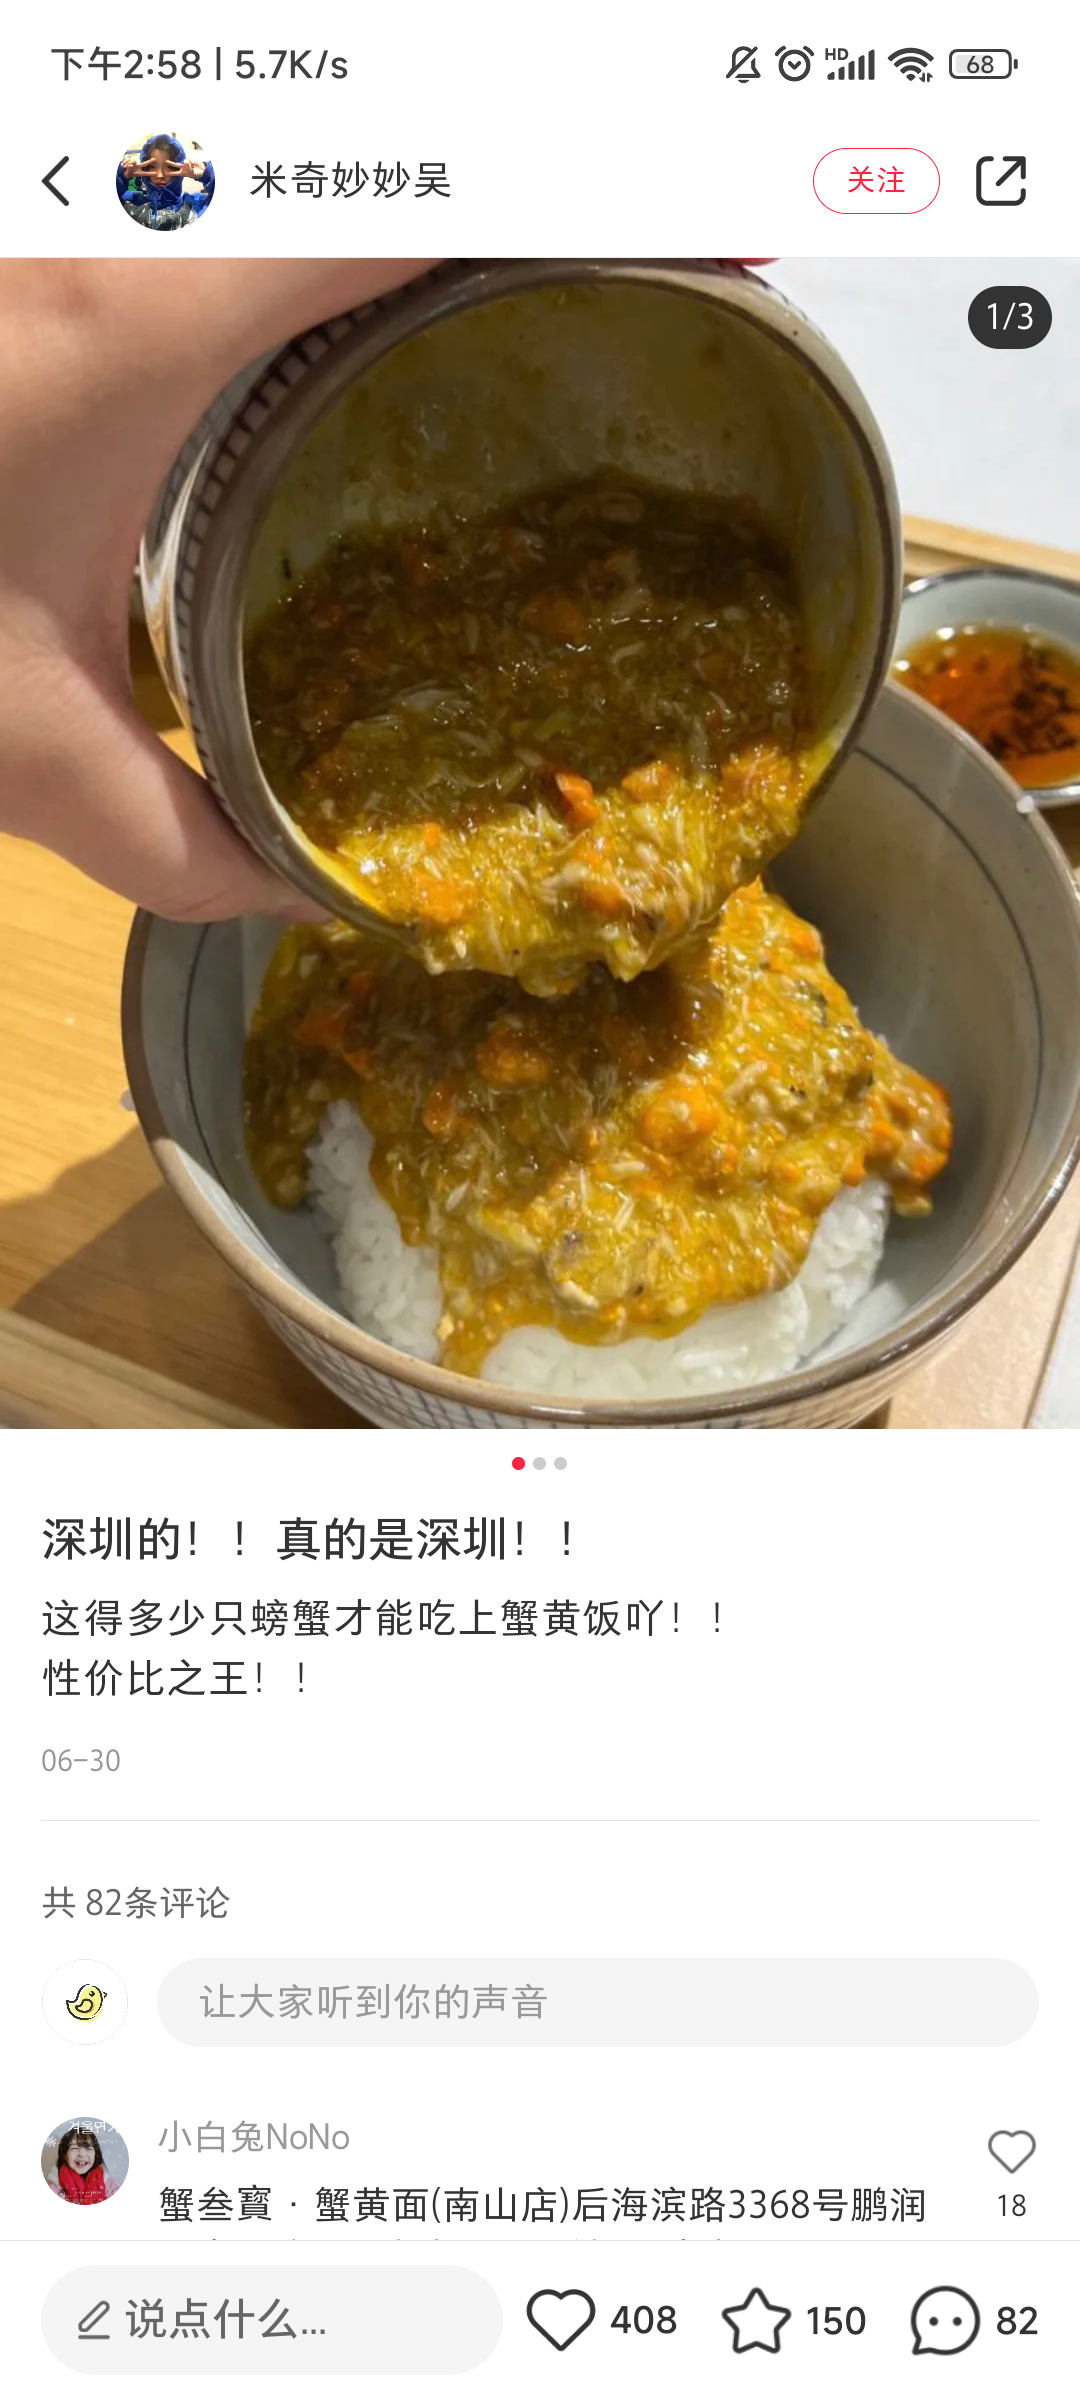 下午2:58 | 5.7K/s
HD
68
米奇妙妙吴
关注
1/3
深圳的！！真的是深圳！！
这得多少只螃蟹才能吃上蟹黄饭吖！！
性价比之王！！
06-30
共 82条评论
让大家听到你的声音
小白兔NoNo
蟹叁寳 · 蟹黄面(南山店)后海滨路3368号鹏润
18
说点什么...
408
150
82